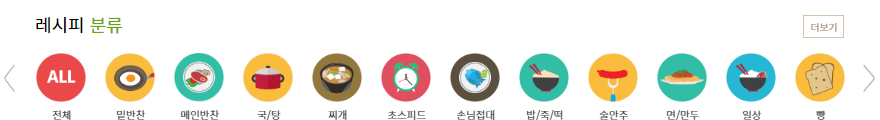 레시피 분류
더보기
ALL
전체
밑반찬
메인반찬
국/탕
찌개
초스피드
손님접대
밥/죽/떡
술안주
면/만두
일상
빵